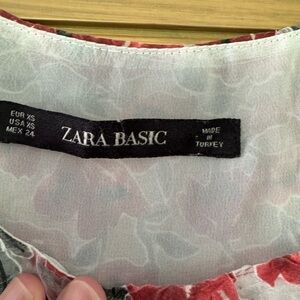 EUR XS
USA XS
MEX 24
ZARA BASIC
MADE
IN
TURKEY